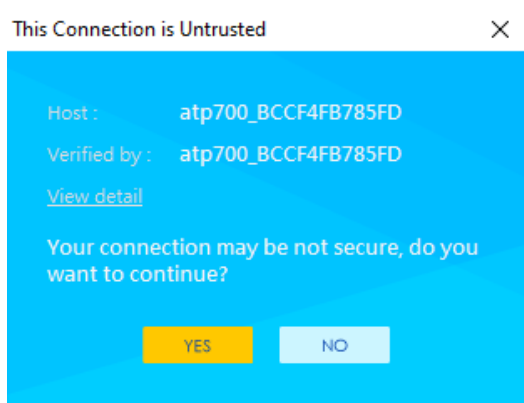 This Connection is Untrusted
Host : atp700_BCCF4FB785FD
Verified by : atp700_BCCF4FB785FD
View detail
Your connection may be not secure, do you
want to continue?
YES NO